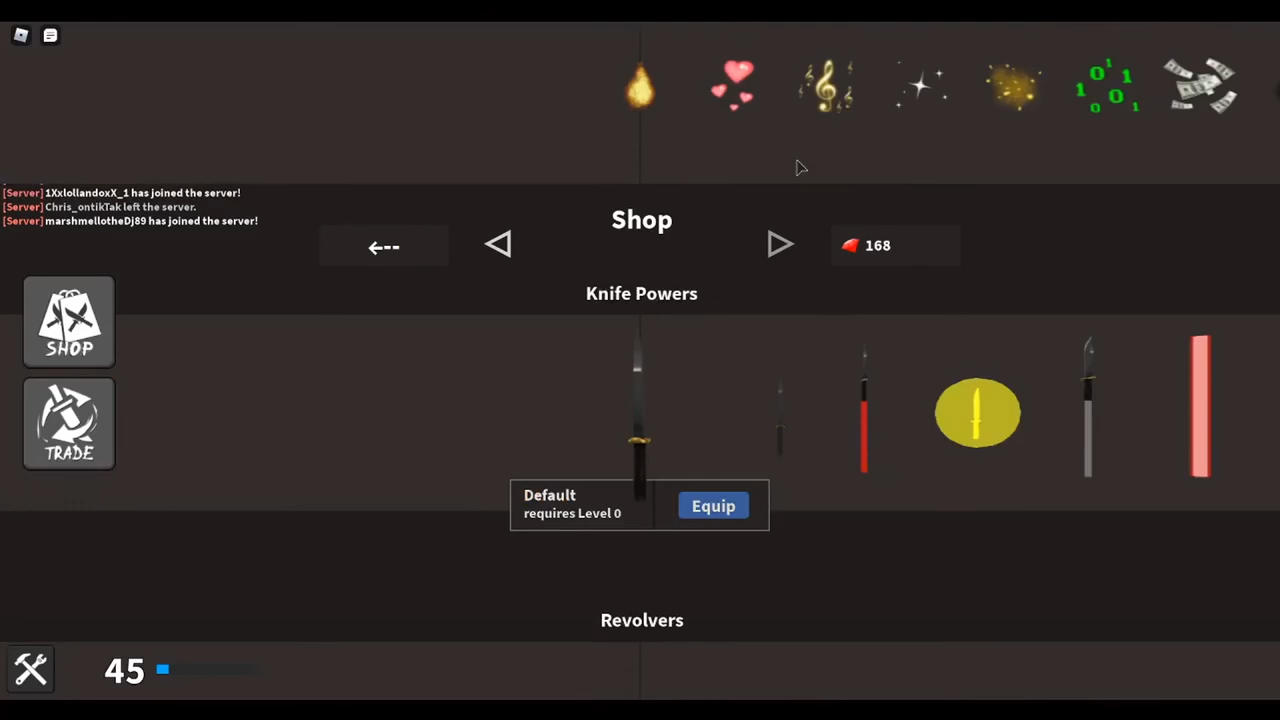 [Server] 1XxlollandoxX_1 has joined the server!
[Server] Chris_ontikTak left the server.
[Server] marshmellotheDj89 has joined the server!
Shop
←--
168
Knife Powers
SHOP
TRADE
Default
requires Level 0
Equip
Revolvers
45